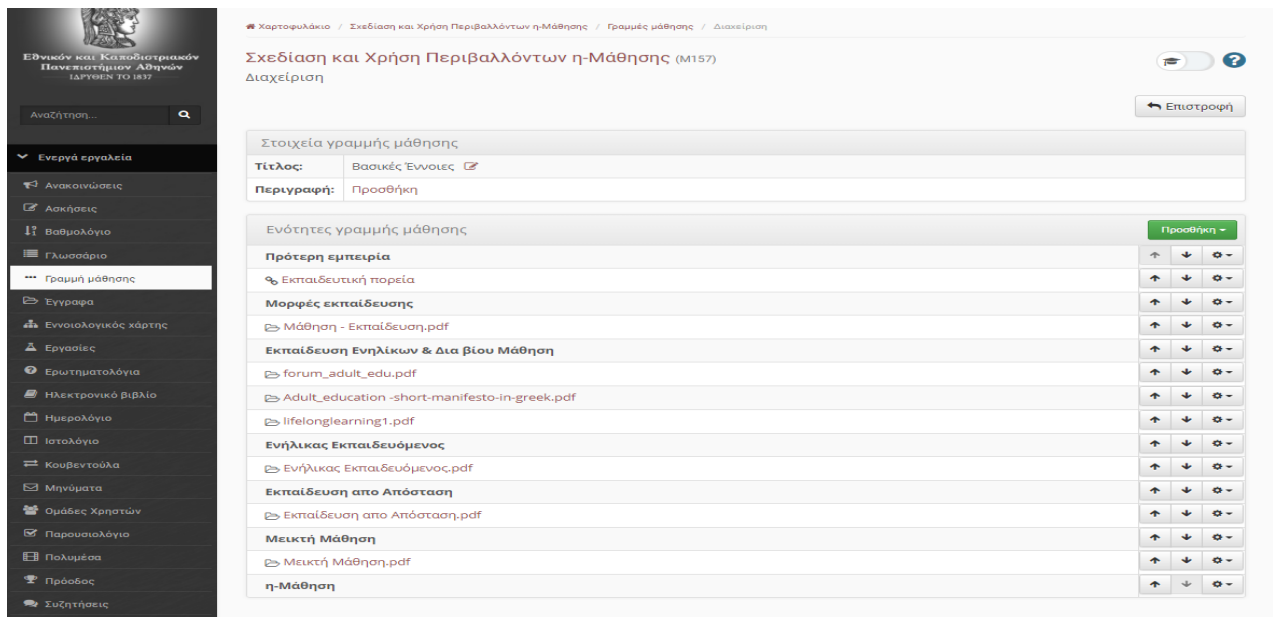 Εθνικόν και Καποδιστριακόν
Πανεπιστήμιον Αθηνών
ΙΔΡΥΘΕΝ ΤΟ 1837
Αναζήτηση...
Ενεργά εργαλεία
Ανακοινώσεις
Ασκήσεις
Βαθμολόγιο
Γλωσσάριο
Γραμμή μάθησης
Έγγραφα
Εννοιολογικός χάρτης
Εργασίες
Ερωτηματολόγια
Ηλεκτρονικό βιβλίο
Ημερολόγιο
Ιστολόγιο
Κουβεντούλα
Μηνύματα
Ομάδες Χρηστών
Παρουσιολόγιο
Πολυμέσα
Πρόοδος
Συζητήσεις
Χαρτοφυλάκιο / Σχεδίαση και Χρήση Περιβαλλόντων η-Μάθησης / Γραμμές μάθησης / Διαχείριση
Σχεδίαση και Χρήση Περιβαλλόντων η-Μάθησης (M157)
Διαχείριση
Επιστροφή
Στοιχεία γραμμής μάθησης
Τίτλος: Βασικές Έννοιες
Περιγραφή: Προσθήκη
Ενότητες γραμμής μάθησης Προσθήκη
Πρότερη εμπειρία
Εκπαιδευτική πορεία
Μορφές εκπαίδευσης
Μάθηση - Εκπαίδευση.pdf
Εκπαίδευση Ενηλίκων & Δια βίου Μάθηση
forum_adult_edu.pdf
Adult_education -short-manifesto-in-greek.pdf
lifelonglearning1.pdf
Ενήλικας Εκπαιδευόμενος
Ενήλικας Εκπαιδευόμενος.pdf
Εκπαίδευση απο Απόσταση
Εκπαίδευση απο Απόσταση.pdf
Μεικτή Μάθηση
Μεικτή Μάθηση.pdf
η-Μάθηση